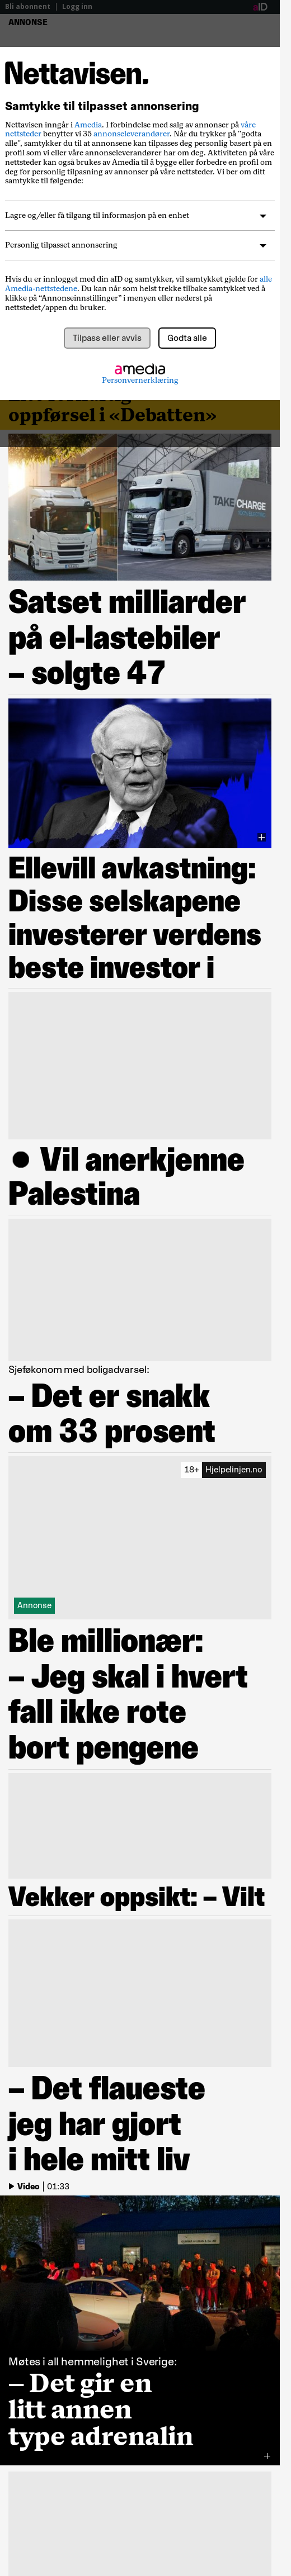 Bli abonnent | Logg inn
aID
ANNONSE
Nettavisen.
Samtykke til tilpasset annonsering
Nettavisen inngår i Amedia. I forbindelse med salg av annonser på våre
nettsteder benytter vi 35 annonseleverandører. Når du trykker på "godta
alle", samtykker du til at annonsene kan tilpasses deg personlig basert på en
profil som vi eller våre annonseleverandører har om deg. Aktiviteten på våre
nettsteder kan også brukes av Amedia til å bygge eller forbedre en profil om
deg for personlig tilpasning av annonser på våre nettsteder. Vi ber om ditt
samtykke til følgende:
Lagre og/eller få tilgang til informasjon på en enhet
Personlig tilpasset annonsering
Hvis du er innlogget med din aID og samtykker, vil samtykket gjelde for alle
Amedia-nettstedene. Du kan når som helst trekke tilbake samtykket ved å
klikke på “Annonseinnstillinger” i menyen eller nederst på
nettstedet/appen du bruker.
Tilpass eller avvis
Godta alle
amedia
Personvernerklæring
oppførsel i «Debatten»
TAKE CHARGE
Satset milliarder
på el-lastebiler
– solgte 47
Ellevill avkastning:
Disse selskapene
investerer verdens
beste investor i
● Vil anerkjenne
Palestina
Sjeføkonom med boligadvarsel:
– Det er snakk
om 33 prosent
18+ Hjelpelinjen.no
Annonse
Ble millionær:
– Jeg skal i hvert
fall ikke rote
bort pengene
Vekker oppsikt: – Vilt
– Det flaueste
jeg har gjort
i hele mitt liv
Video | 01:33
Møtes i all hemmelighet i Sverige:
– Det gir en
litt annen
type adrenalin